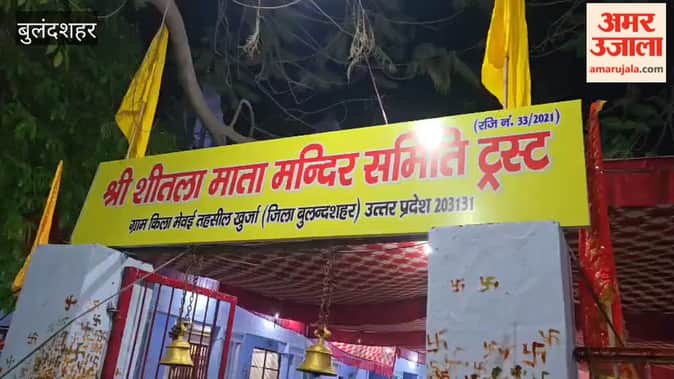 बुलंदशहर
अमर
उजाला
amarujala.com
(रजि नं. 33/2021)
श्री शीतला माता मन्दिर समिति ट्रस्ट
ग्राम किला मेवई तहसील खुर्जा (जिला बुलन्दशहर) उत्तर प्रदेश 203131